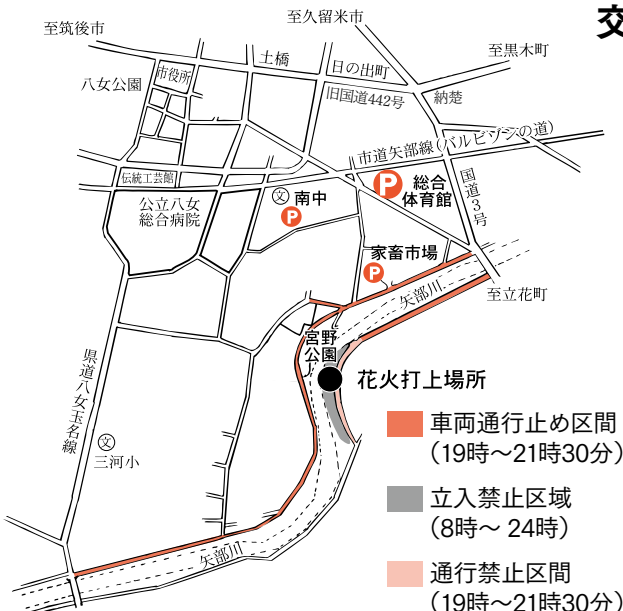 交
至久留米市
至筑後市
至黒木町
土橋
日の出町
市役所
八女公園
旧国道442号
納楚
市道矢部線(バルビゾンの道)
伝統工芸館
P
総合
体育館
国道3号
公立八女
総合病院
文
南中
P
家畜市場
P
矢部川
至立花町
宮野
公園
花火打上場所
県道八女玉名線
文
三河小
矢部川
車両通行止め区間
(19時～21時30分)
立入禁止区域
(8時～24時)
通行禁止区間
(19時～21時30分)